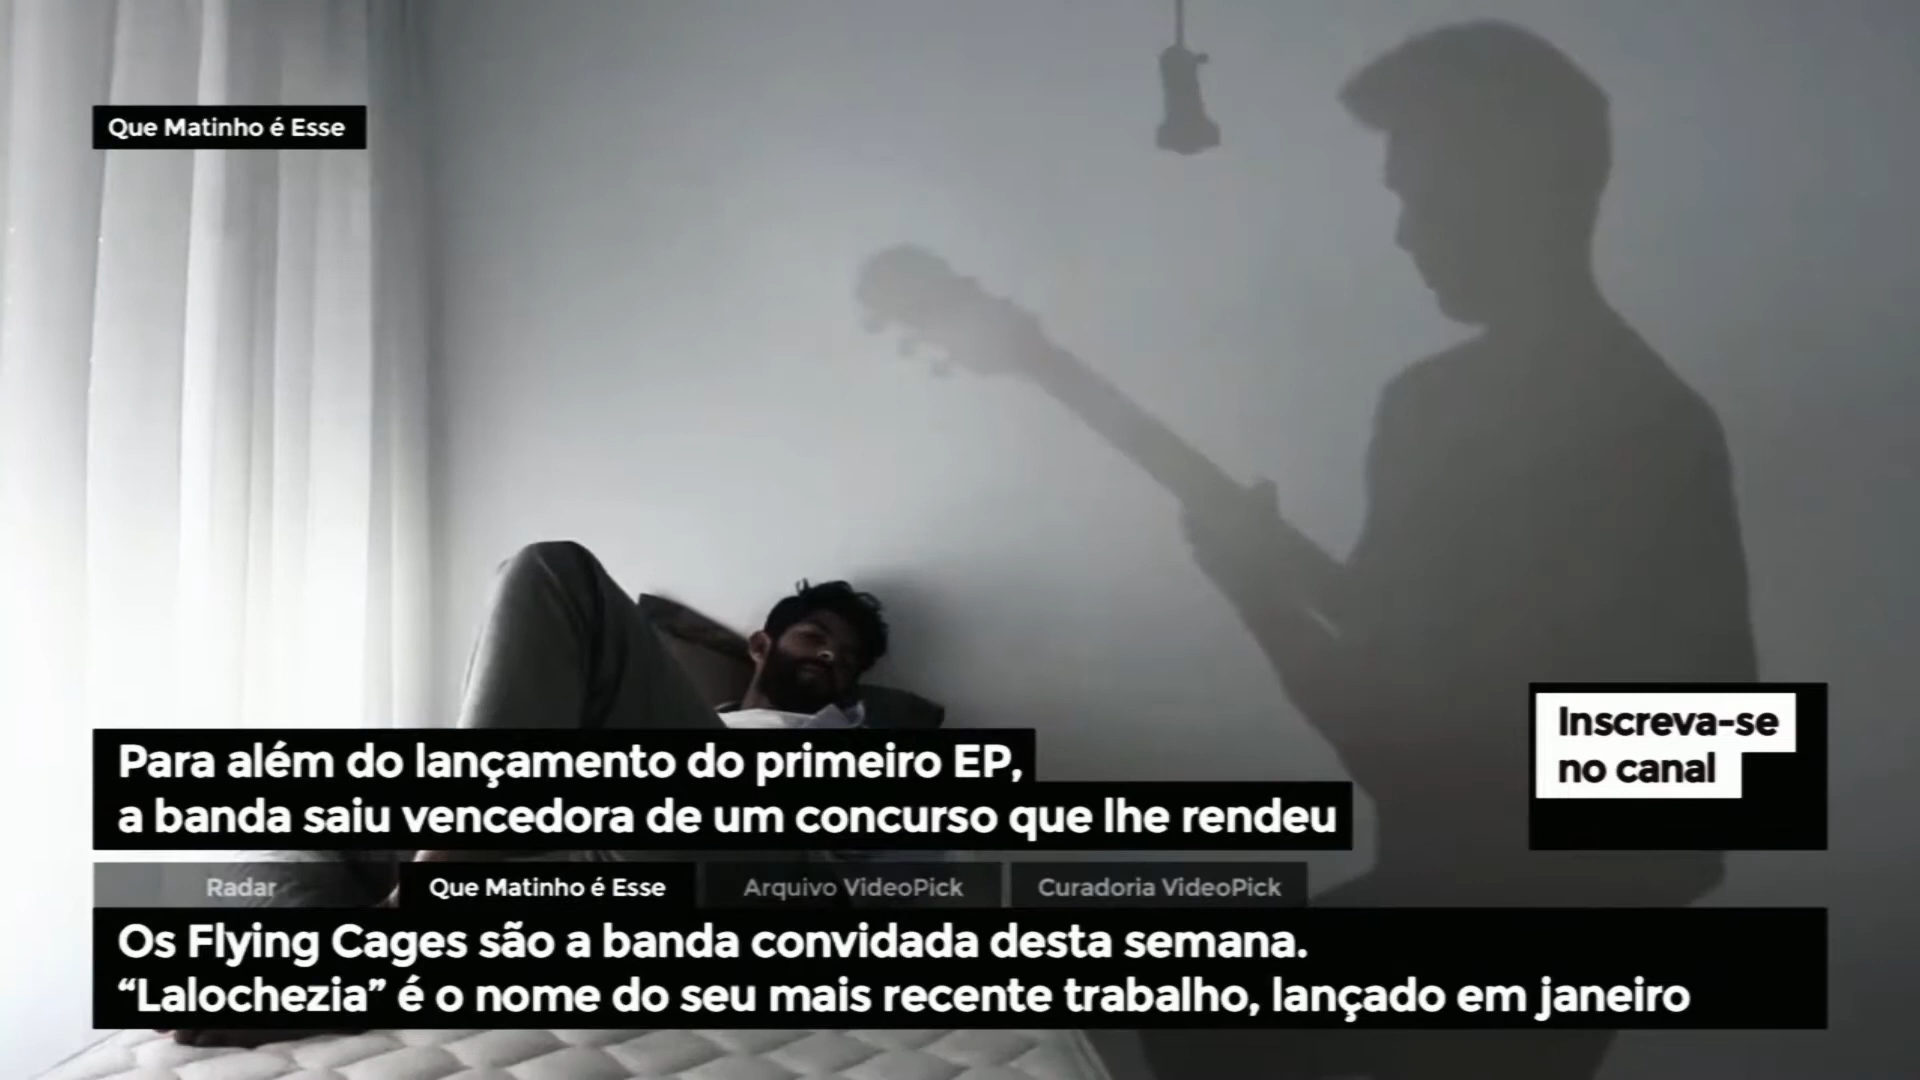 Que Matinho é Esse
Inscreva-se
no canal
Para além do lançamento do primeiro EP,
a banda saiu vencedora de um concurso que lhe rendeu
Radar
Que Matinho é Esse
Arquivo VideoPick
Curadoria VideoPick
Os Flying Cages são a banda convidada desta semana.
“Lalochezia” é o nome do seu mais recente trabalho, lançado em janeiro